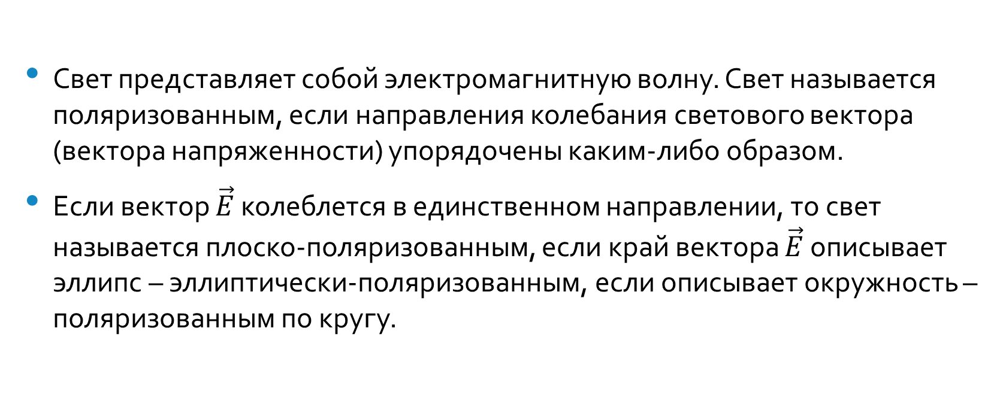 • Свет представляет собой электромагнитную волну. Свет называется
поляризованным, если направления колебания светового вектора
(вектора напряженности) упорядочены каким-либо образом.
• Если вектор $\vec{E}$ колеблется в единственном направлении, то свет
называется плоско-поляризованным, если край вектора $\vec{E}$ описывает
эллипс – эллиптически-поляризованным, если описывает окружность –
поляризованным по кругу.